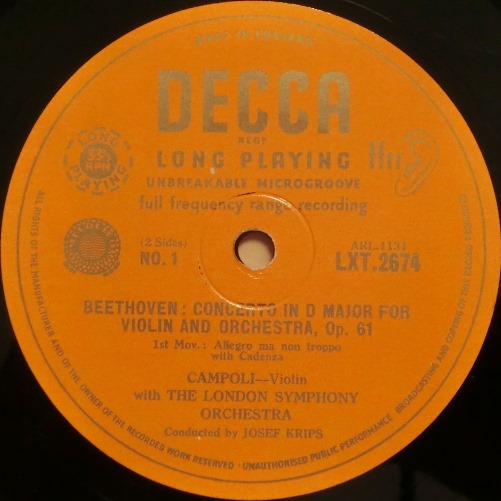 MADE IN ENGLAND
DECCA
REGD
LONG PLAYING
UNBREAKABLE MICROGROOVE
full frequency range recording
LONG
PLAYING
ffrr
(2 Sides)
NO. 1
ARL.1131
LXT.2674
BEETHOVEN: CONCERTO IN D MAJOR FOR
VIOLIN AND ORCHESTRA, Op. 61
1st Mov.: Allegro ma non troppo
with Cadenza
CAMPOLI—Violin
with THE LONDON SYMPHONY
ORCHESTRA
Conducted by JOSEF KRIPS
ALL RIGHTS OF THE MANUFACTURER AND OF THE OWNER OF THE RECORDED WORK RESERVED · UNAUTHORISED PUBLIC PERFORMANCE · BROADCASTING AND COPYING OF THIS RECORD PROHIBITED